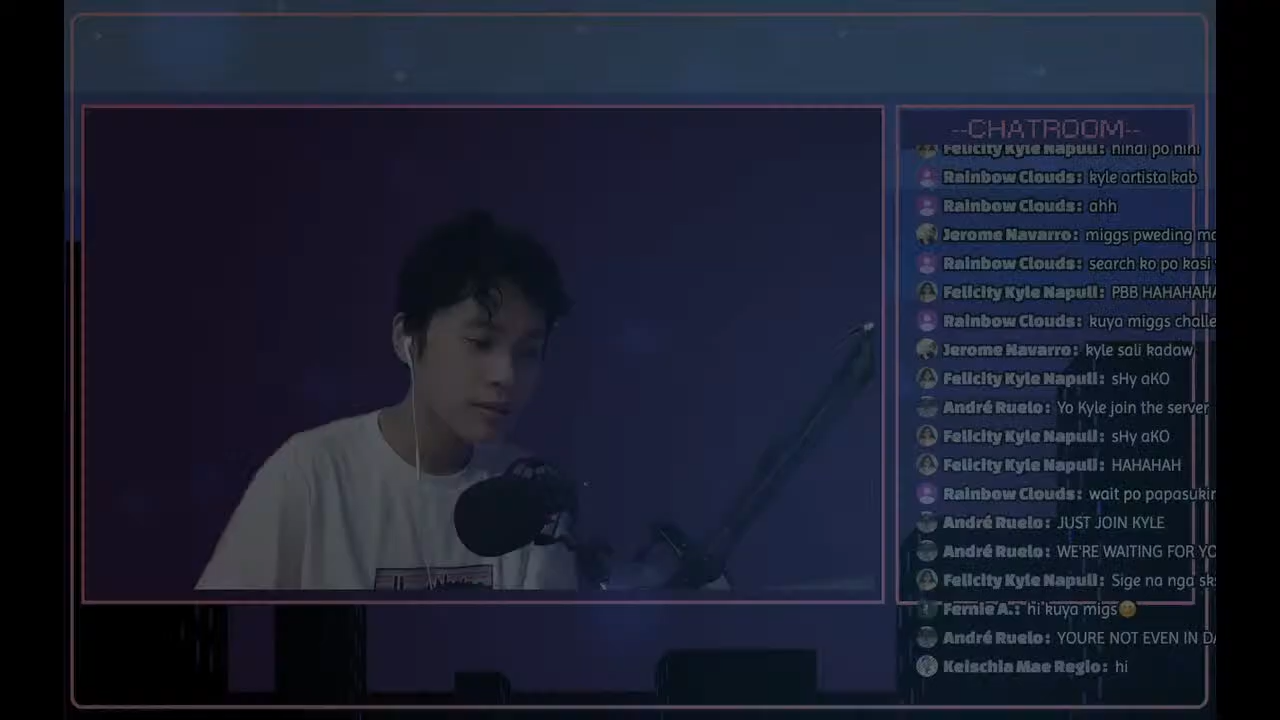 --CHATROOM--
Felicity Kyle Napuli: hindi po hihi
Rainbow Clouds: kyle artista kab
Rainbow Clouds: ahh
Jerome Navarro: miggs pweding
Rainbow Clouds: search ko po kasi
Felicity Kyle Napuli: PBB HAHAHAHA
Rainbow Clouds: kuya miggs challe
Jerome Navarro: kyle sali kadaw
Felicity Kyle Napuli: sHy aKO
André Ruelo: Yo Kyle join the server
Felicity Kyle Napuli: sHy aKO
Felicity Kyle Napuli: HAHAHAH
Rainbow Clouds: wait po papasukin
André Ruelo: JUST JOIN KYLE
André Ruelo: WE'RE WAITING FOR YO
Felicity Kyle Napuli: Sige na nga sks
Fernie A.: hi kuya migs😊
André Ruelo: YOURE NOT EVEN IN DA
Keischia Mae Regio: hi